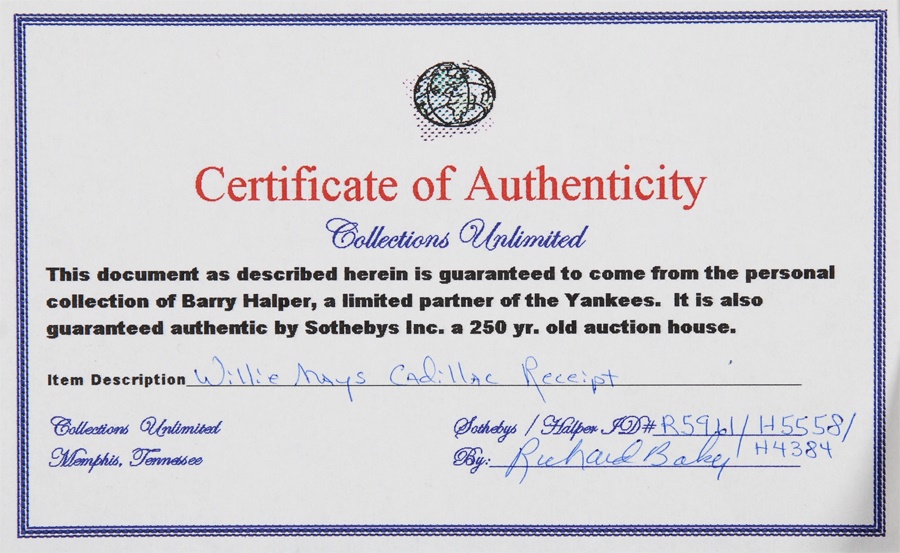 Certificate of Authenticity
Collections Unlimited
This document as described herein is guaranteed to come from the personal
collection of Barry Halper, a limited partner of the Yankees. It is also
guaranteed authentic by Sothebys Inc. a 250 yr. old auction house.
Item Description Willie Mays Cadillac Receipt
Collections Unlimited
Memphis, Tennessee
Sothebys / Halper ID# / H5558/
H4384
By: Richard